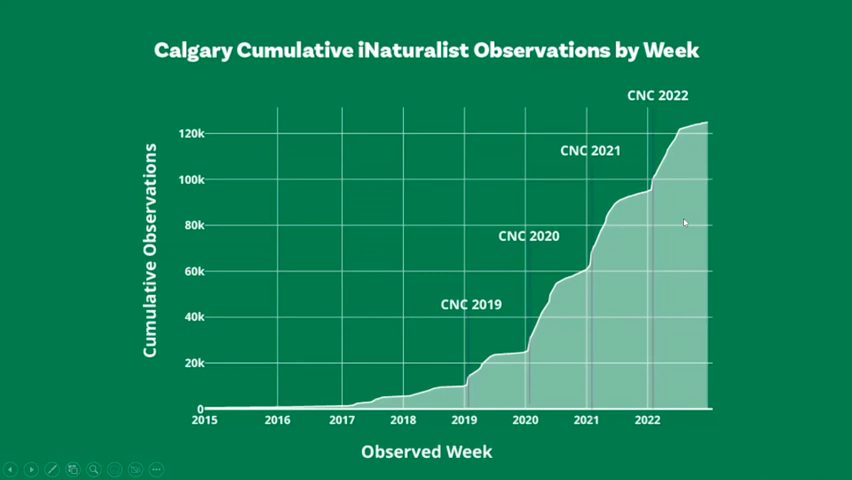 Calgary Cumulative iNaturalist Observations by Week
CNC 2022
120k
CNC 2021
100k
80k
CNC 2020
60k
CNC 2019
40k
20k
0
2015 2016 2017 2018 2019 2020 2021 2022
Cumulative Observations
Observed Week